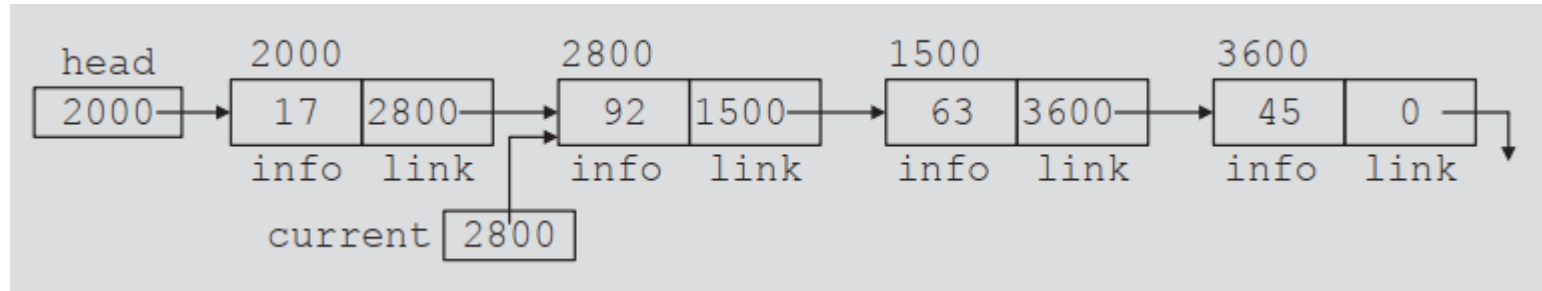 head 2000 2800 1500 3600
2000 17 2800 92 1500 63 3600 45 0
info link info link info link info link
current 2800